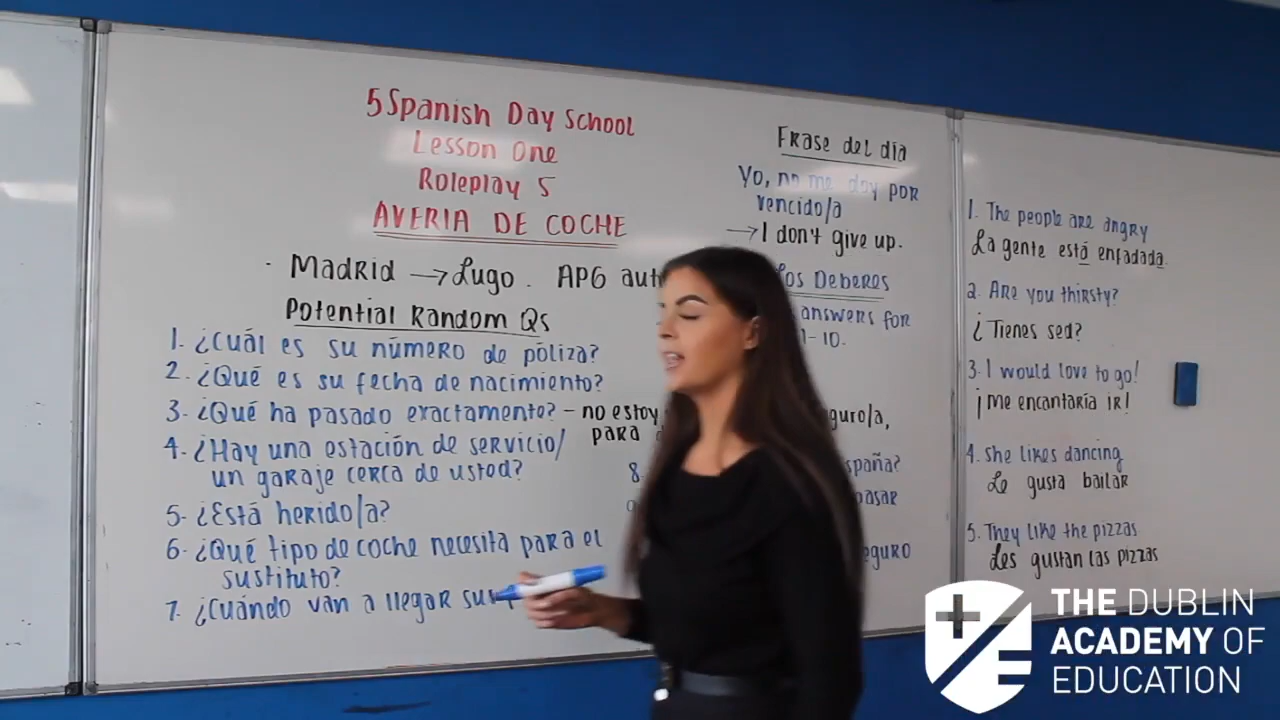 5 Spanish Day School
Lesson One
Roleplay 5
AVERIA DE COCHE
· Madrid → Lugo. AP6
Potential Random Qs
1. ¿Cuál es su número de póliza?
2. ¿Qué es su fecha de nacimiento?
3. ¿Qué ha pasado exactamente? - no estoy
para
4. ¿Hay una estación de servicio/
un garaje cerca de usted?
5. ¿Está herido/a?
6. ¿Qué tipo de coche necesita para el
sustituto?
7. ¿Cuándo van a llegar
8.
Frase del día
Yo, no me doy por
vencido/a
→ I don't give up.
Los Deberes
answers for
1-10.
1. The people are angry
La gente está enfadada.
2. Are you thirsty?
¿Tienes sed?
3. I would love to go!
¡Me encantaría ir!
4. She likes dancing
Le gusta bailar
5. They like the pizzas
Les gustan las pizzas
THE DUBLIN
ACADEMY OF
EDUCATION